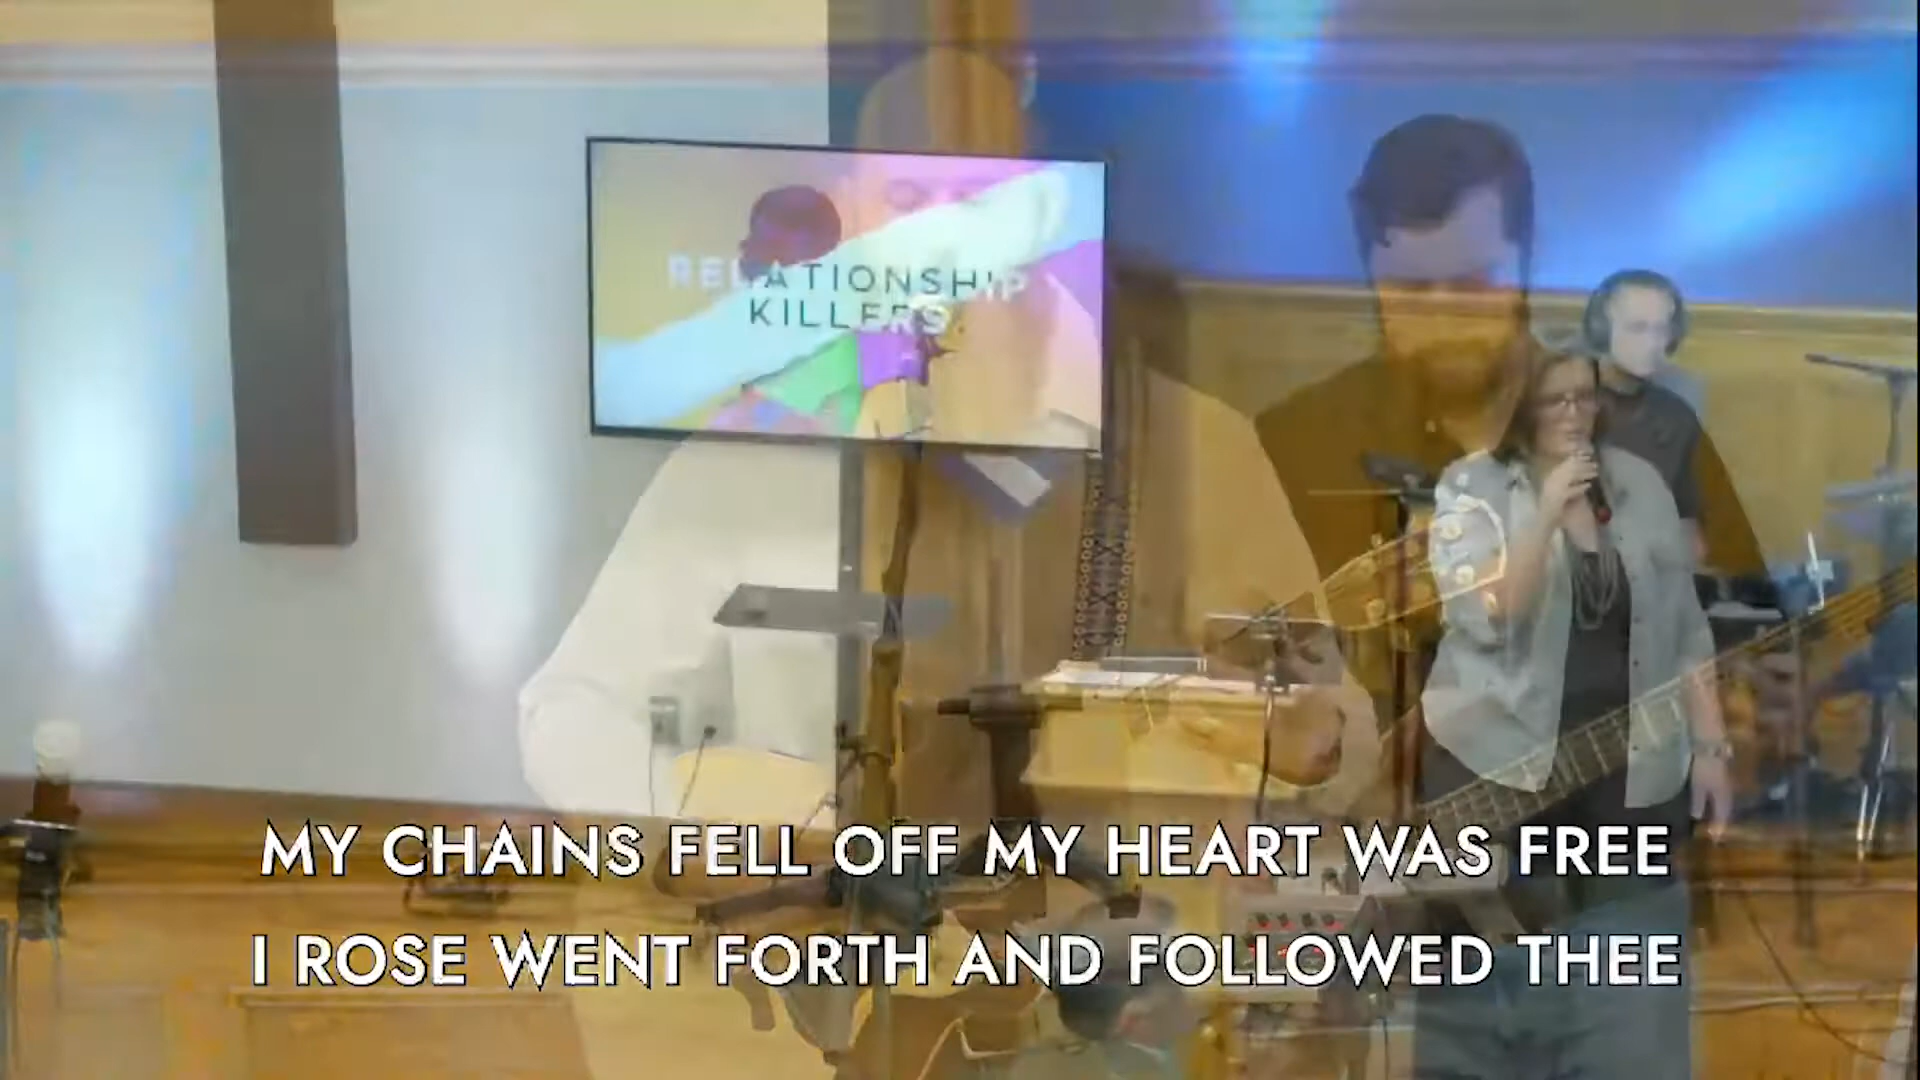 RELATIONSHIP
KILLERS
MY CHAINS FELL OFF MY HEART WAS FREE
I ROSE WENT FORTH AND FOLLOWED THEE